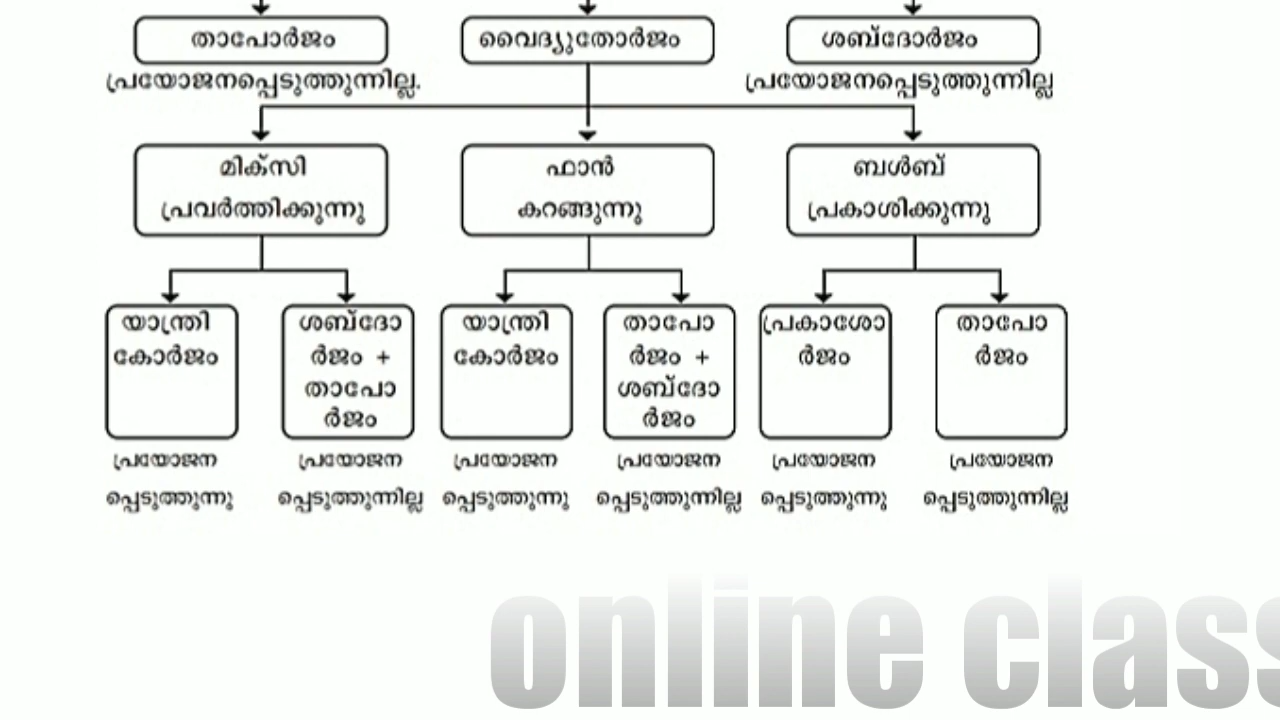 താപോർജം
വൈദ്യുതോർജം
ശബ്ദോർജം
പ്രയോജനപ്പെടുത്തുന്നില്ല.
പ്രയോജനപ്പെടുത്തുന്നില്ല
മിക്സി
പ്രവർത്തിക്കുന്നു
ഫാൻ
കറങ്ങുന്നു
ബൾബ്
പ്രകാശിക്കുന്നു
യാന്ത്രി
കോർജം
ശബ്ദോ
ർജം +
താപോ
ർജം
യാന്ത്രി
കോർജം
താപോ
ർജം +
ശബ്ദോ
ർജം
പ്രകാശോ
ർജം
താപോ
ർജം
പ്രയോജന
പ്പെടുത്തുന്നു
പ്രയോജന
പ്പെടുത്തുന്നില്ല
പ്രയോജന
പ്പെടുത്തുന്നു
പ്രയോജന
പ്പെടുത്തുന്നില്ല
പ്രയോജന
പ്പെടുത്തുന്നു
പ്രയോജന
പ്പെടുത്തുന്നില്ല
online class